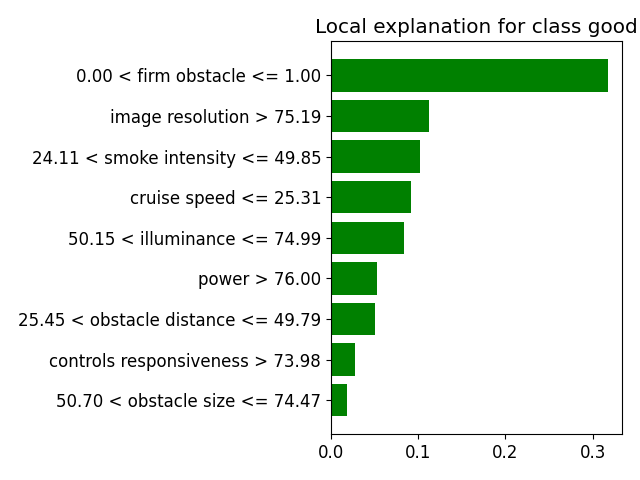 Local explanation for class good
0.00 < firm obstacle <= 1.00
image resolution > 75.19
24.11 < smoke intensity <= 49.85
cruise speed <= 25.31
50.15 < illuminance <= 74.99
power > 76.00
25.45 < obstacle distance <= 49.79
controls responsiveness > 73.98
50.70 < obstacle size <= 74.47
0.0 0.1 0.2 0.3